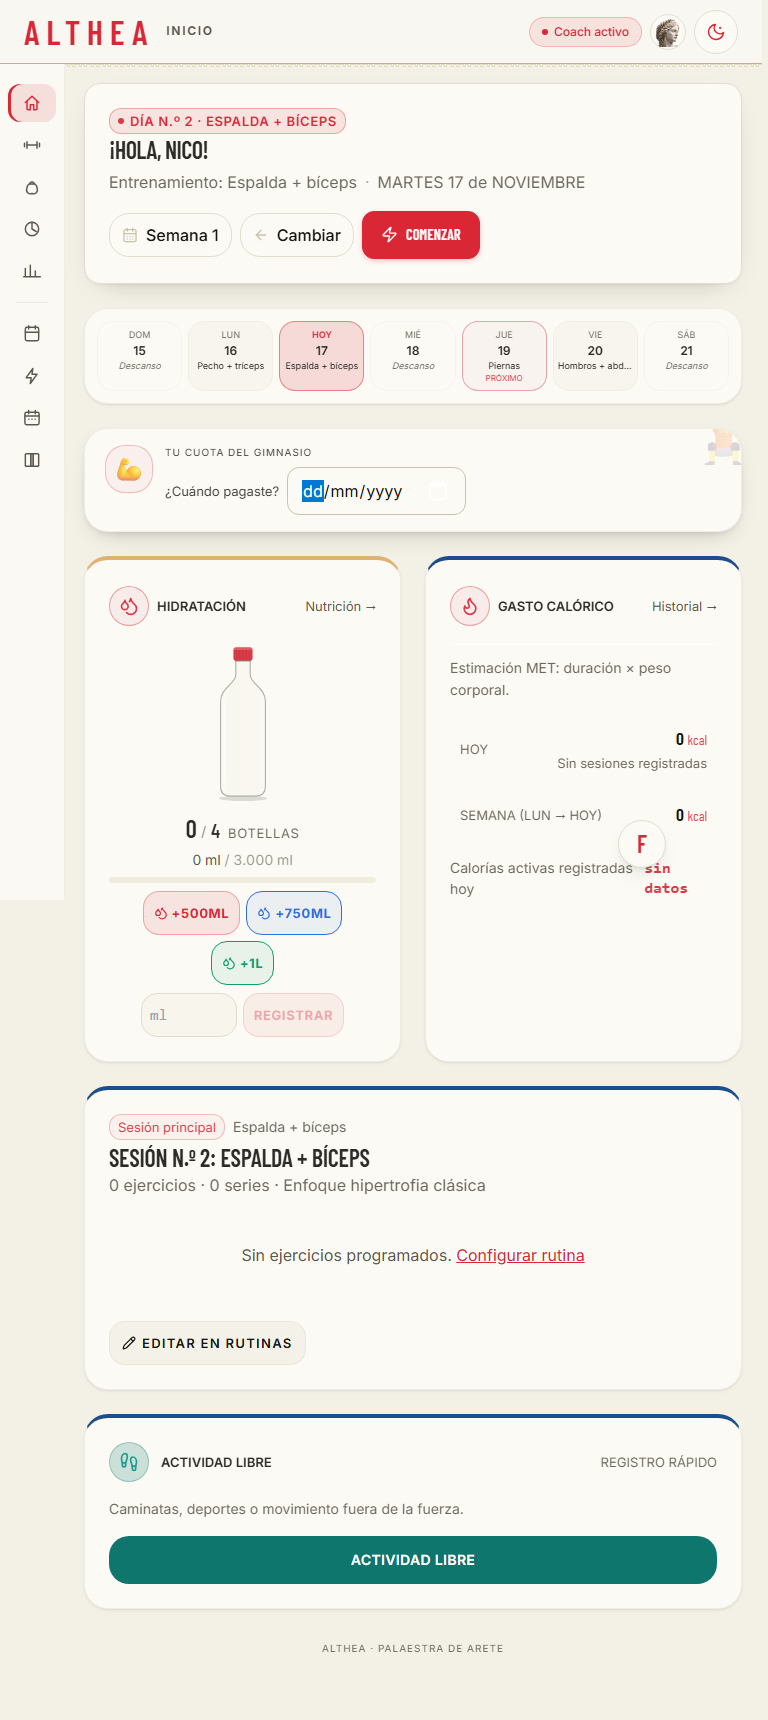 ALTHEA INICIO
Coach activo
DÍA N.º 2 · ESPALDA + BÍCEPS
¡HOLA, NICO!
Entrenamiento: Espalda + bíceps · MARTES 17 de NOVIEMBRE
Semana 1
Cambiar
COMENZAR
DOM
15
Descanso
LUN
16
Pecho + tríceps
HOY
17
Espalda + bíceps
MIÉ
18
Descanso
JUE
19
Piernas
PRÓXIMO
VIE
20
Hombros + abd...
SÁB
21
Descanso
TU CUOTA DEL GIMNASIO
¿Cuándo pagaste? dd/mm/yyyy
HIDRATACIÓN
Nutrición →
0 / 4 BOTELLAS
0 ml / 3.000 ml
+500ML
+750ML
+1L
ml
REGISTRAR
GASTO CALÓRICO
Historial →
Estimación MET: duración × peso
corporal.
HOY
0 kcal
Sin sesiones registradas
SEMANA (LUN → HOY)
0 kcal
F
Calorías activas registradas
hoy
sin
datos
Sesión principal
Espalda + bíceps
SESIÓN N.º 2: ESPALDA + BÍCEPS
0 ejercicios · 0 series · Enfoque hipertrofia clásica
Sin ejercicios programados. Configurar rutina
EDITAR EN RUTINAS
ACTIVIDAD LIBRE
REGISTRO RÁPIDO
Caminatas, deportes o movimiento fuera de la fuerza.
ACTIVIDAD LIBRE
ALTHEA · PALAESTRA DE ARETE